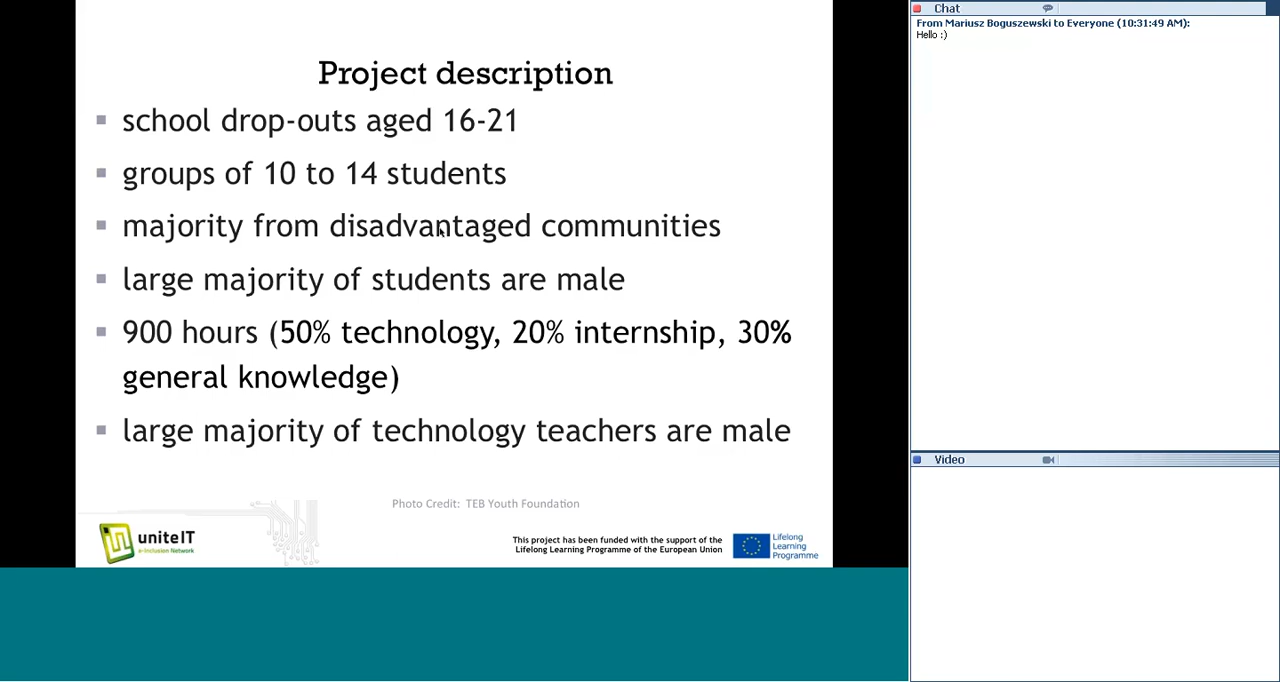 Project description
school drop-outs aged 16-21
groups of 10 to 14 students
majority from disadvantaged communities
large majority of students are male
900 hours (50% technology, 20% internship, 30%
general knowledge)
large majority of technology teachers are male
Photo Credit: TEB Youth Foundation
uniteIT
e-Inclusion Network
This project has been funded with the support of the
Lifelong Learning Programme of the European Union
Lifelong
Learning
Programme
Chat
From Mariusz Boguszewski to Everyone (10:31:49 AM):
Hello :)
Video